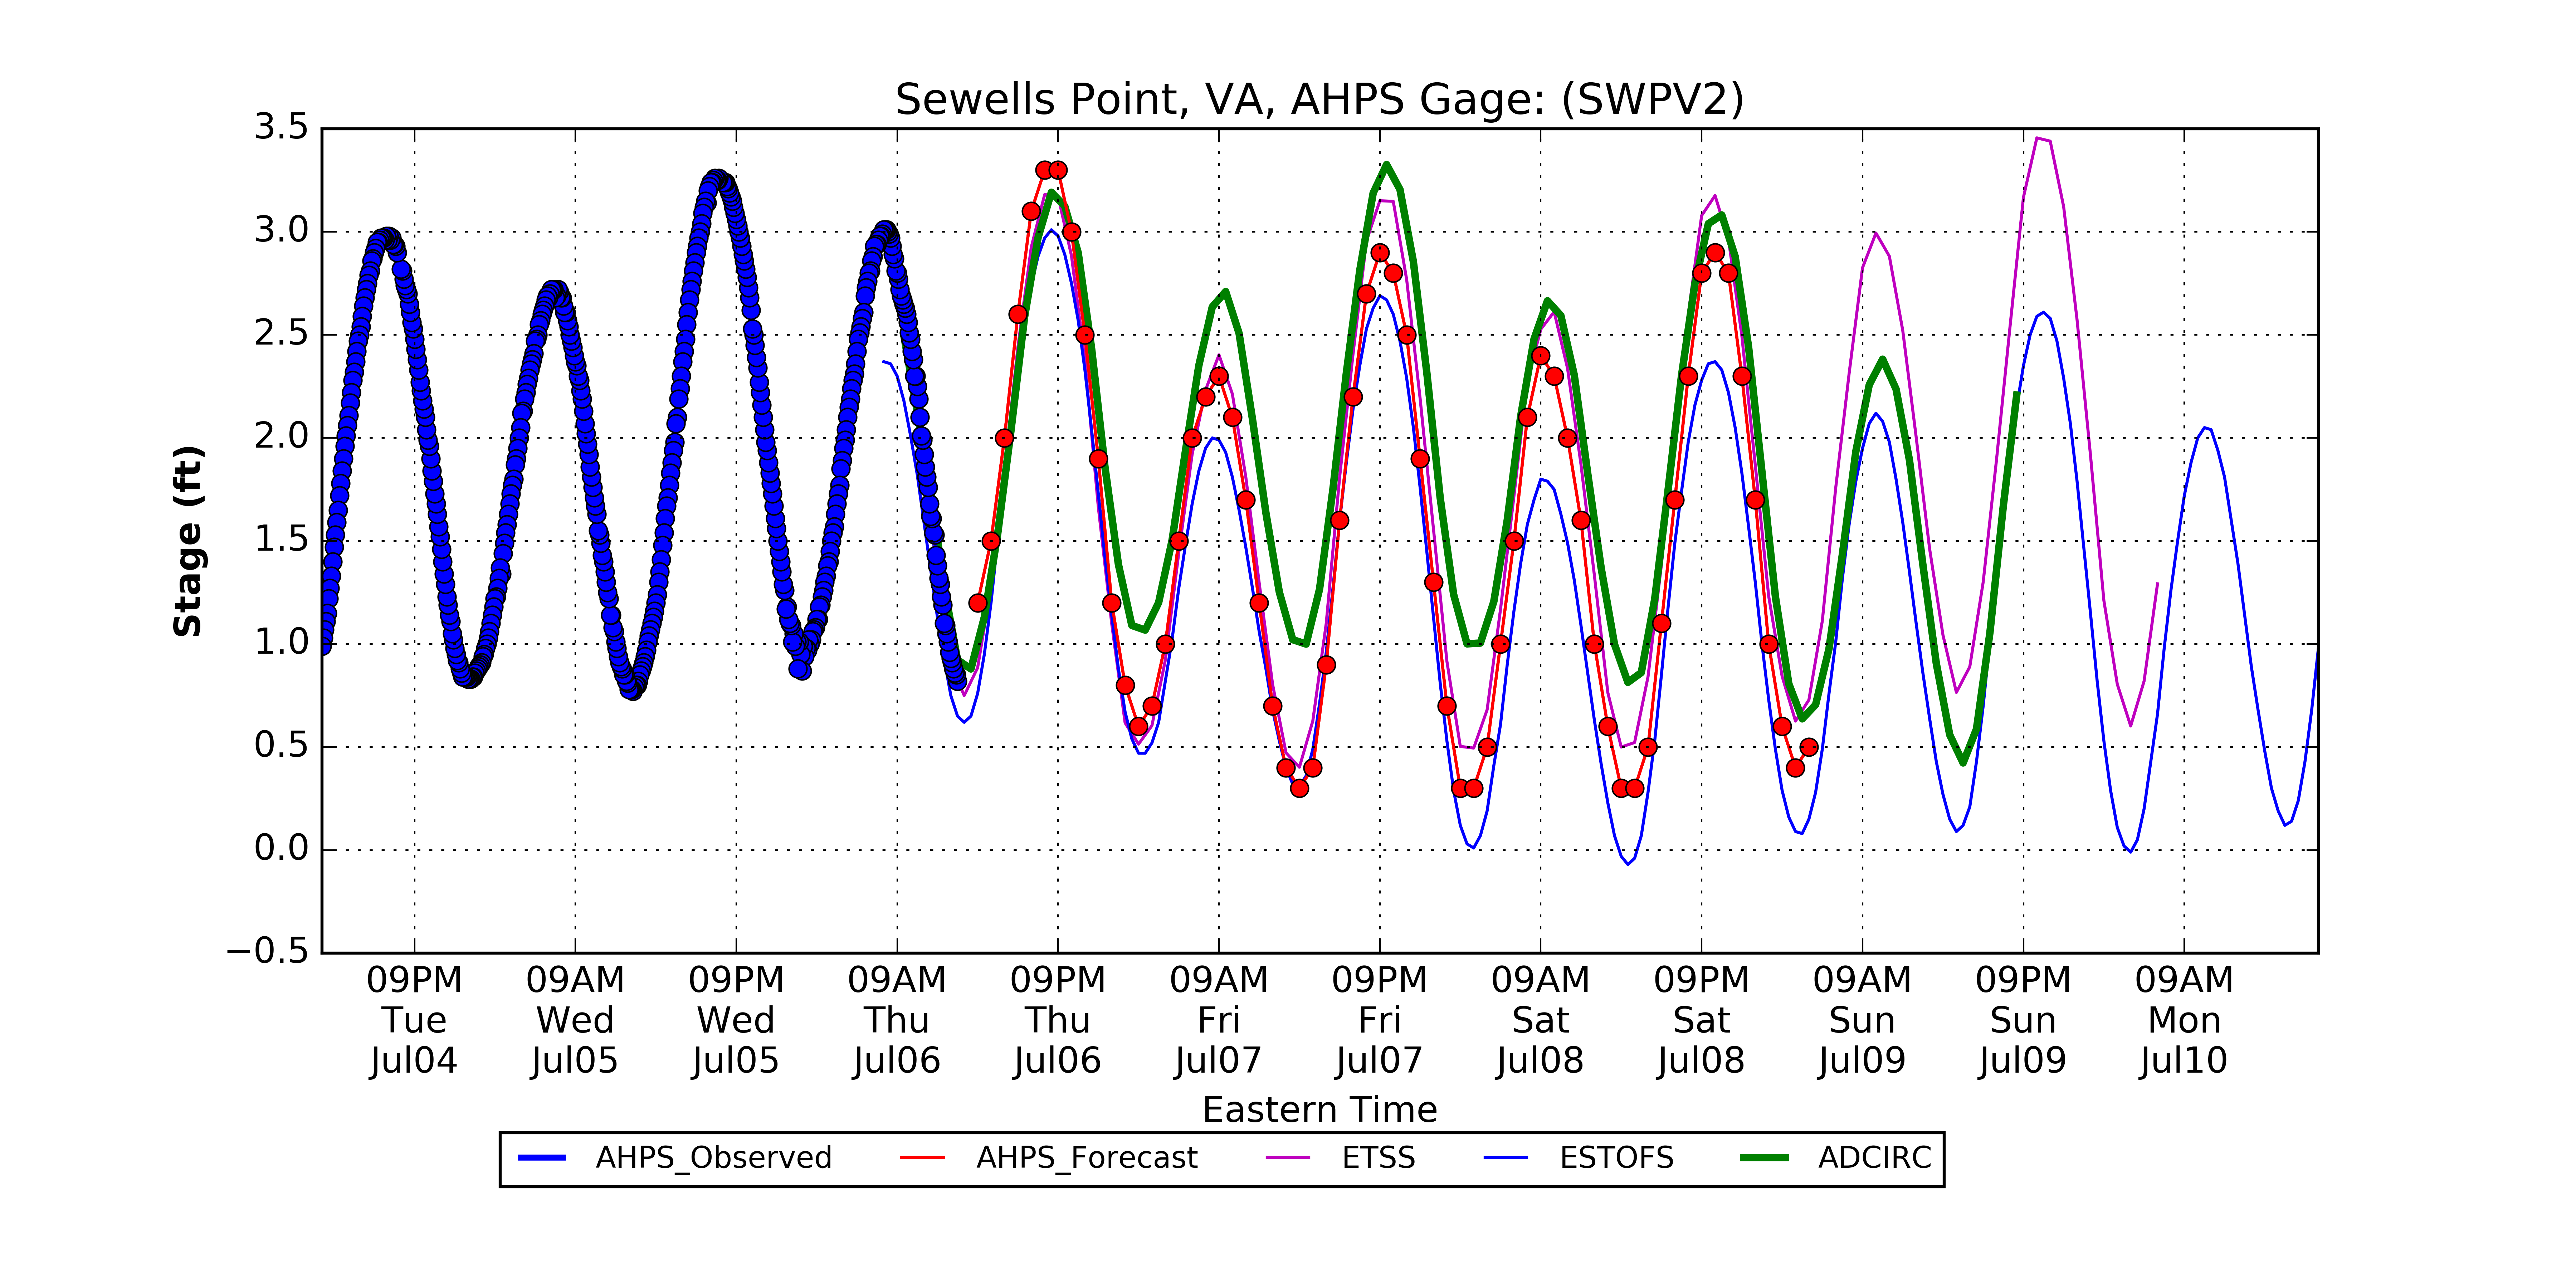 Sewells Point, VA, AHPS Gage: (SWPV2)
3.5
3.0
2.5
2.0
1.5
1.0
0.5
0.0
−0.5
Stage (ft)
09PM 09AM 09PM 09AM 09PM 09AM 09PM 09AM 09PM 09AM 09PM 09AM
Tue Wed Wed Thu Thu Fri Fri Sat Sat Sun Sun Mon
Jul04 Jul05 Jul05 Jul06 Jul06 Jul07 Jul07 Jul08 Jul08 Jul09 Jul09 Jul10
Eastern Time
AHPS_Observed AHPS_Forecast ETSS ESTOFS ADCIRC